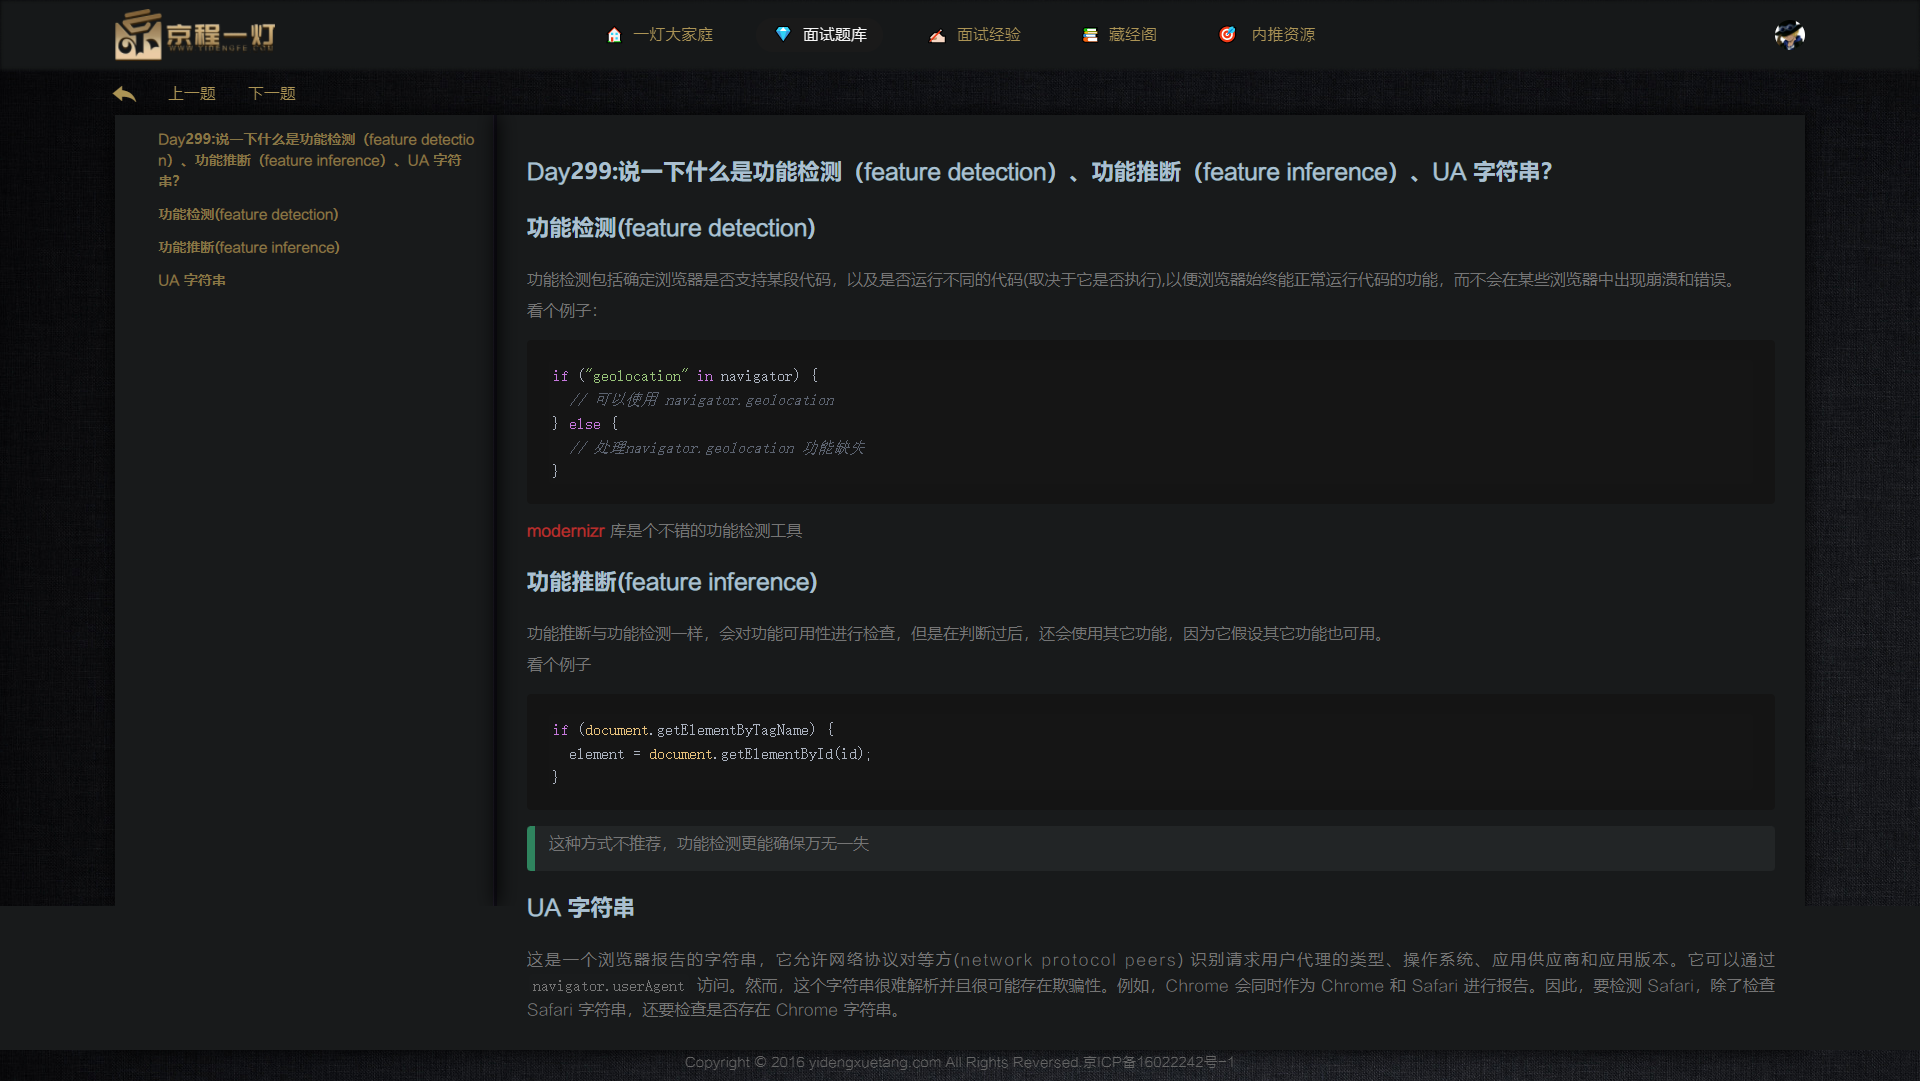 京程一灯
WWW.YIDENGFE.COM
一灯大家庭
面试题库
面试经验
藏经阁
内推资源
上一题
下一题
Day299:说一下什么是功能检测（feature detectio
n）、功能推断（feature inference）、UA 字符
串?
功能检测(feature detection)
功能推断(feature inference)
UA 字符串
Day299:说一下什么是功能检测（feature detection）、功能推断（feature inference）、UA 字符串?
功能检测(feature detection)
功能检测包括确定浏览器是否支持某段代码，以及是否运行不同的代码(取决于它是否执行),以便浏览器始终能正常运行代码的功能，而不会在某些浏览器中出现崩溃和错误。
看个例子：
if ("geolocation" in navigator) {
// 可以使用 navigator.geolocation
} else {
// 处理navigator.geolocation 功能缺失
}
modernizr 库是个不错的功能检测工具
功能推断(feature inference)
功能推断与功能检测一样，会对功能可用性进行检查，但是在判断过后，还会使用其它功能，因为它假设其它功能也可用。
看个例子
if (document.getElementByTagName) {
element = document.getElementById(id);
}
这种方式不推荐，功能检测更能确保万无一失
UA 字符串
这是一个浏览器报告的字符串，它允许网络协议对等方(network protocol peers) 识别请求用户代理的类型、操作系统、应用供应商和应用版本。它可以通过
navigator.userAgent 访问。然而，这个字符串很难解析并且很可能存在欺骗性。例如，Chrome 会同时作为 Chrome 和 Safari 进行报告。因此，要检测 Safari，除了检查
Safari 字符串，还要检查是否存在 Chrome 字符串。
Copyright © 2016 yidengxuetang.com All Rights Reversed.京ICP备16022242号-1